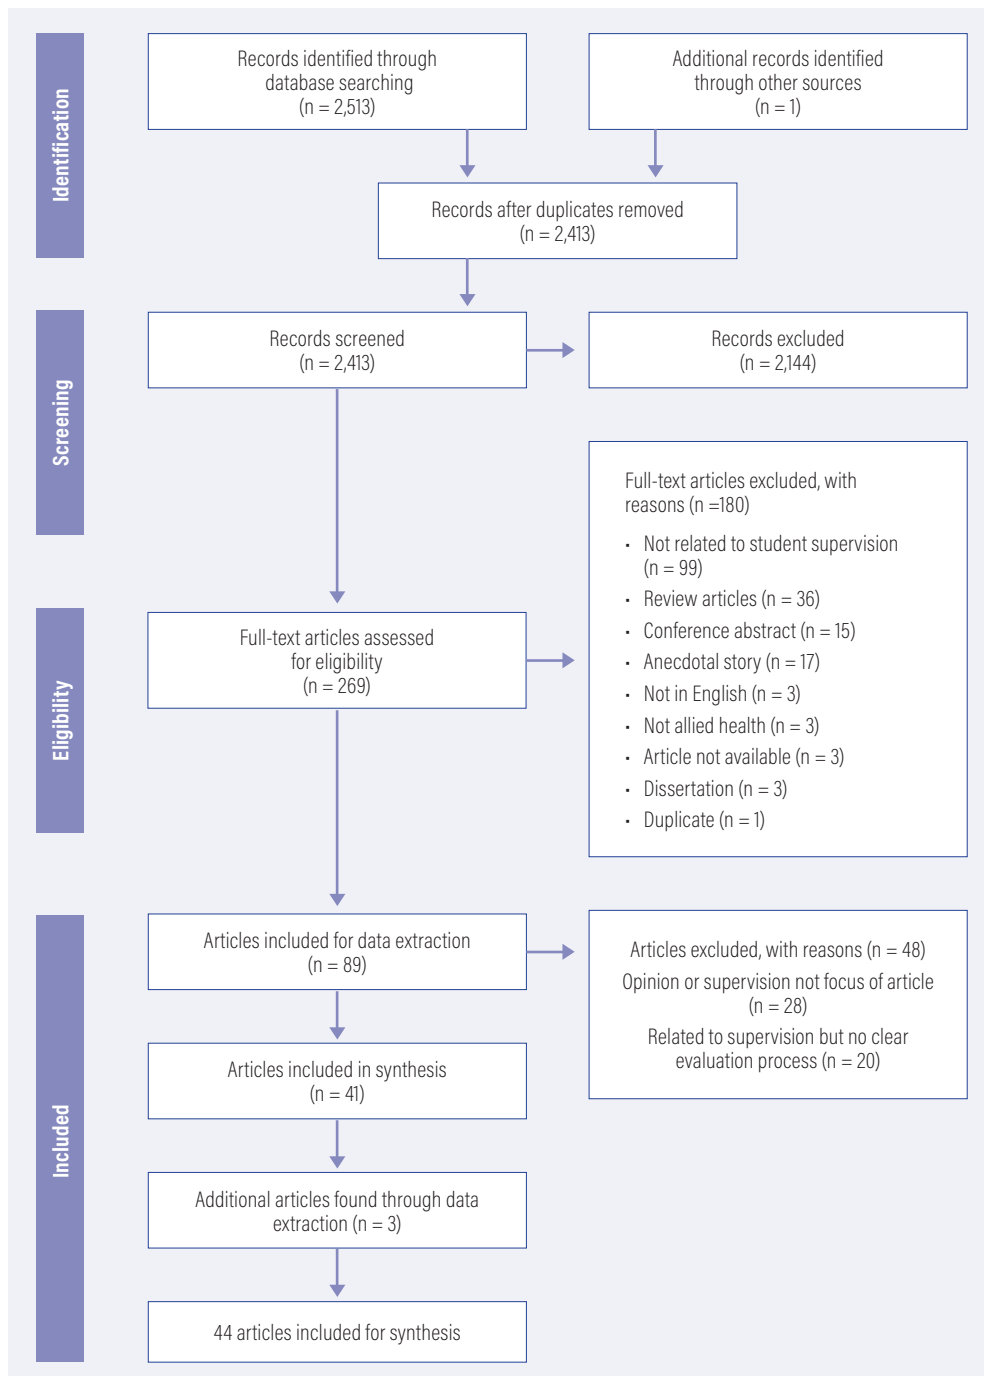 Identification
Records identified through
database searching
(n = 2,513)
Additional records identified
through other sources
(n = 1)
Records after duplicates removed
(n = 2,413)
Screening
Records screened
(n = 2,413)
Records excluded
(n = 2,144)
Full-text articles excluded, with
reasons (n =180)
• Not related to student supervision
(n = 99)
• Review articles (n = 36)
• Conference abstract (n = 15)
• Anecdotal story (n = 17)
• Not in English (n = 3)
• Not allied health (n = 3)
• Article not available (n = 3)
• Dissertation (n = 3)
• Duplicate (n = 1)
Eligibility
Full-text articles assessed
for eligibility
(n = 269)
Included
Articles included for data extraction
(n = 89)
Articles excluded, with reasons (n = 48)
Opinion or supervision not focus of article
(n = 28)
Related to supervision but no clear
evaluation process (n = 20)
Articles included in synthesis
(n = 41)
Additional articles found through data
extraction (n = 3)
44 articles included for synthesis